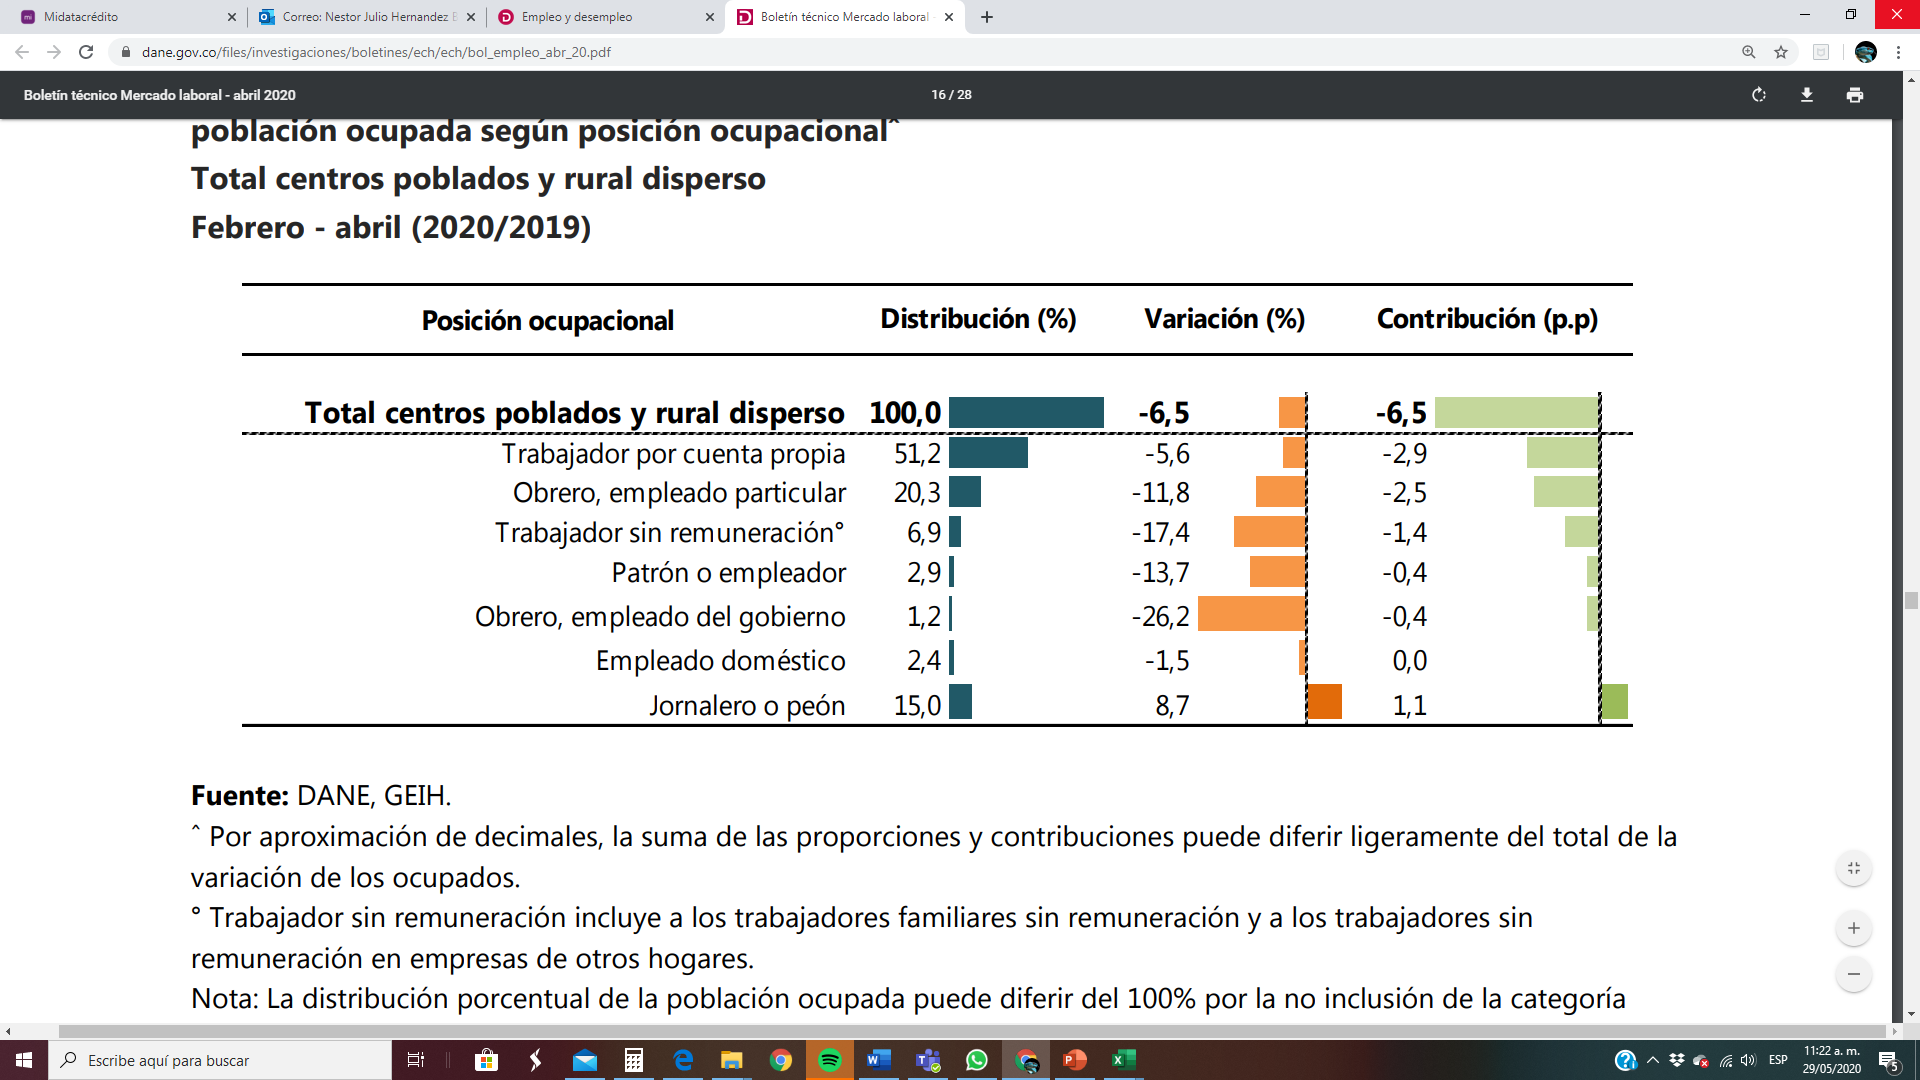 Midatacrédito
Correo: Nestor Julio Hernandez
Empleo y desempleo
Boletín técnico Mercado laboral
dane.gov.co/files/investigaciones/boletines/ech/ech/bol_empleo_abr_20.pdf
Boletín técnico Mercado laboral - abril 2020 16 / 28
población ocupada según posición ocupacionalˆ
Total centros poblados y rural disperso
Febrero - abril (2020/2019)
Posición ocupacional Distribución (%) Variación (%) Contribución (p.p)
Total centros poblados y rural disperso 100,0 -6,5 -6,5
Trabajador por cuenta propia 51,2 -5,6 -2,9
Obrero, empleado particular 20,3 -11,8 -2,5
Trabajador sin remuneración° 6,9 -17,4 -1,4
Patrón o empleador 2,9 -13,7 -0,4
Obrero, empleado del gobierno 1,2 -26,2 -0,4
Empleado doméstico 2,4 -1,5 0,0
Jornalero o peón 15,0 8,7 1,1
Fuente: DANE, GEIH.
ˆ Por aproximación de decimales, la suma de las proporciones y contribuciones puede diferir ligeramente del total de la
variación de los ocupados.
° Trabajador sin remuneración incluye a los trabajadores familiares sin remuneración y a los trabajadores sin
remuneración en empresas de otros hogares.
Nota: La distribución porcentual de la población ocupada puede diferir del 100% por la no inclusión de la categoría
Escribe aquí para buscar
ESP
11:22 a. m.
29/05/2020
5